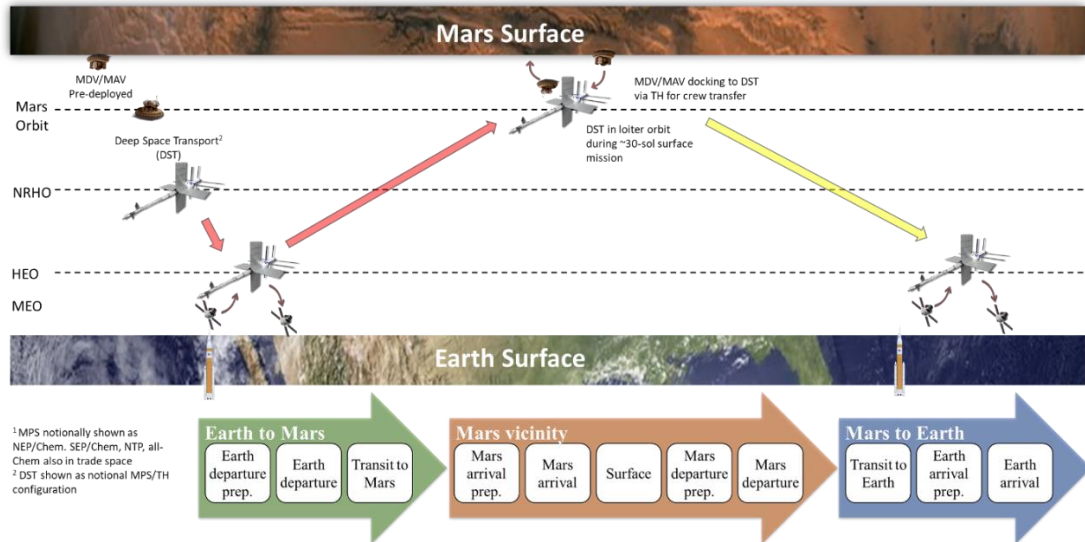 Mars Surface
MDV/MAV
Pre-deployed
MDV/MAV docking to DST
via TH for crew transfer
Mars
Orbit
Deep Space Transport²
(DST)
DST in loiter orbit
during ~30-sol surface
mission
NRHO
HEO
MEO
Earth Surface
¹ MPS notionally shown as
NEP/Chem. SEP/Chem, NTP, all-
Chem also in trade space
² DST shown as notional MPS/TH
configuration
Earth to Mars
Earth
departure
prep.
Earth
departure
Transit to
Mars
Mars vicinity
Mars
arrival
prep.
Mars
arrival
Surface
Mars
departure
prep.
Mars
departure
Mars to Earth
Transit to
Earth
Earth
arrival
prep.
Earth
arrival